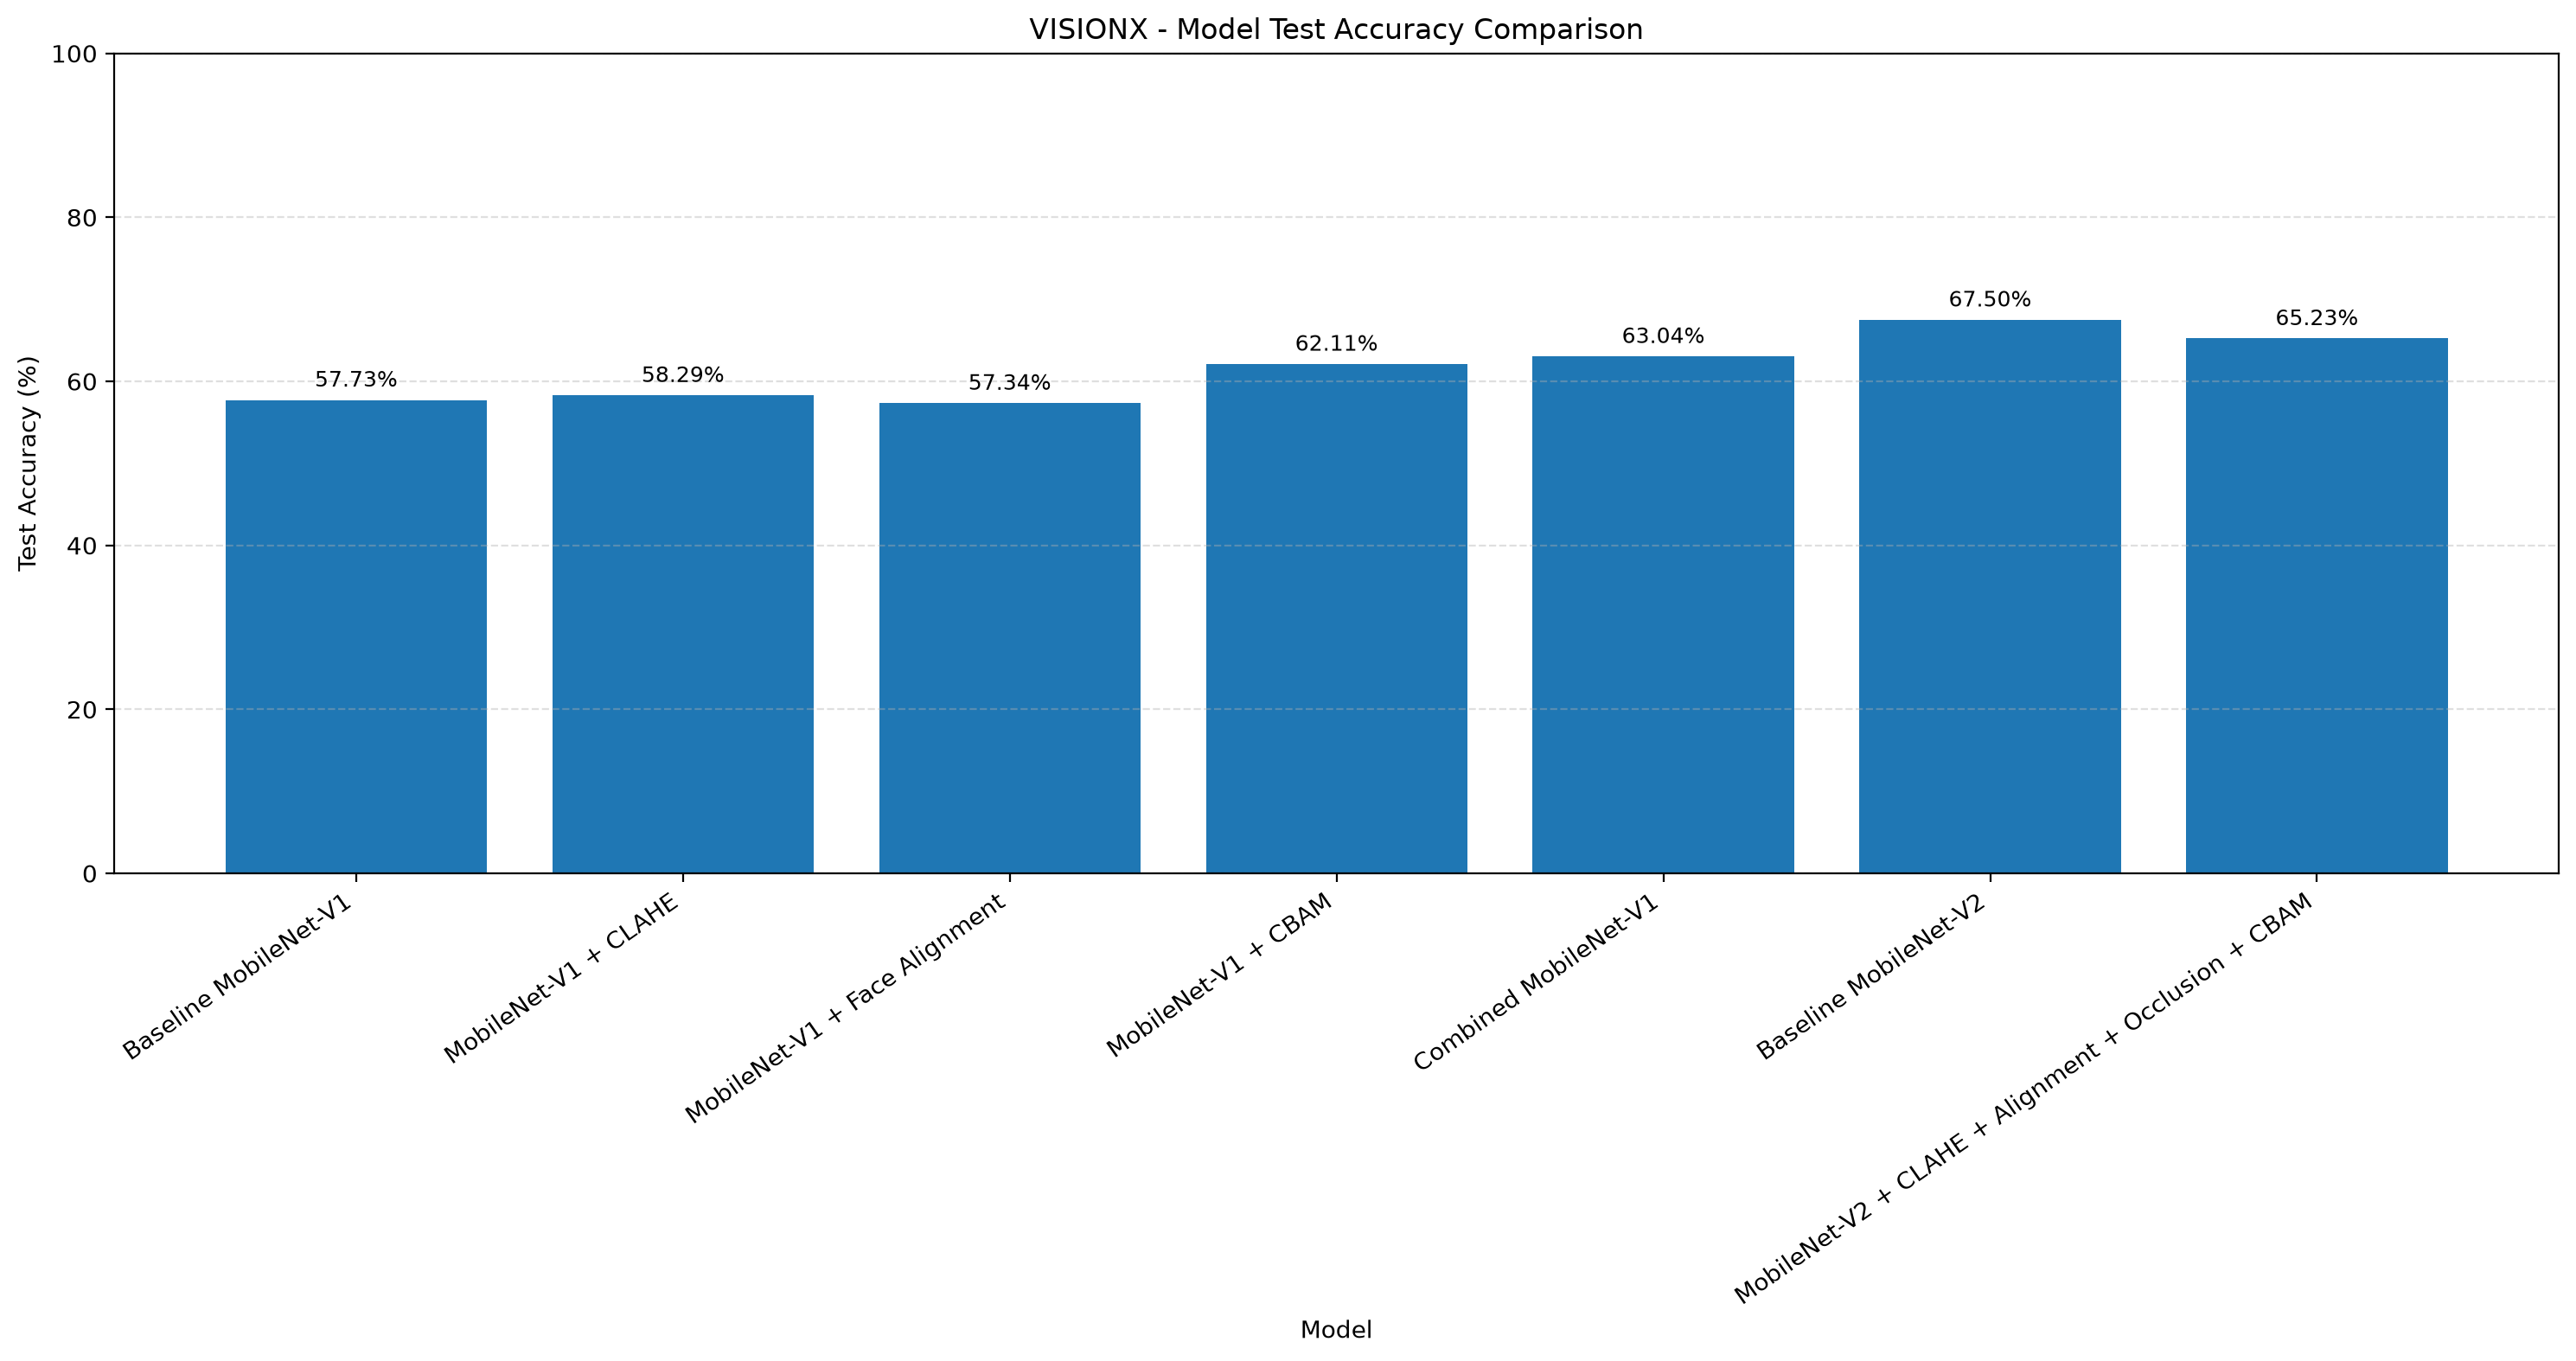 VISIONX - Model Test Accuracy Comparison
Test Accuracy (%)
100
80
60
40
20
0
57.73%
58.29%
57.34%
62.11%
63.04%
67.50%
65.23%
Baseline MobileNet-V1
MobileNet-V1 + CLAHE
MobileNet-V1 + Face Alignment
MobileNet-V1 + CBAM
Combined MobileNet-V1
Baseline MobileNet-V2
MobileNet-V2 + CLAHE + Alignment + Occlusion + CBAM
Model